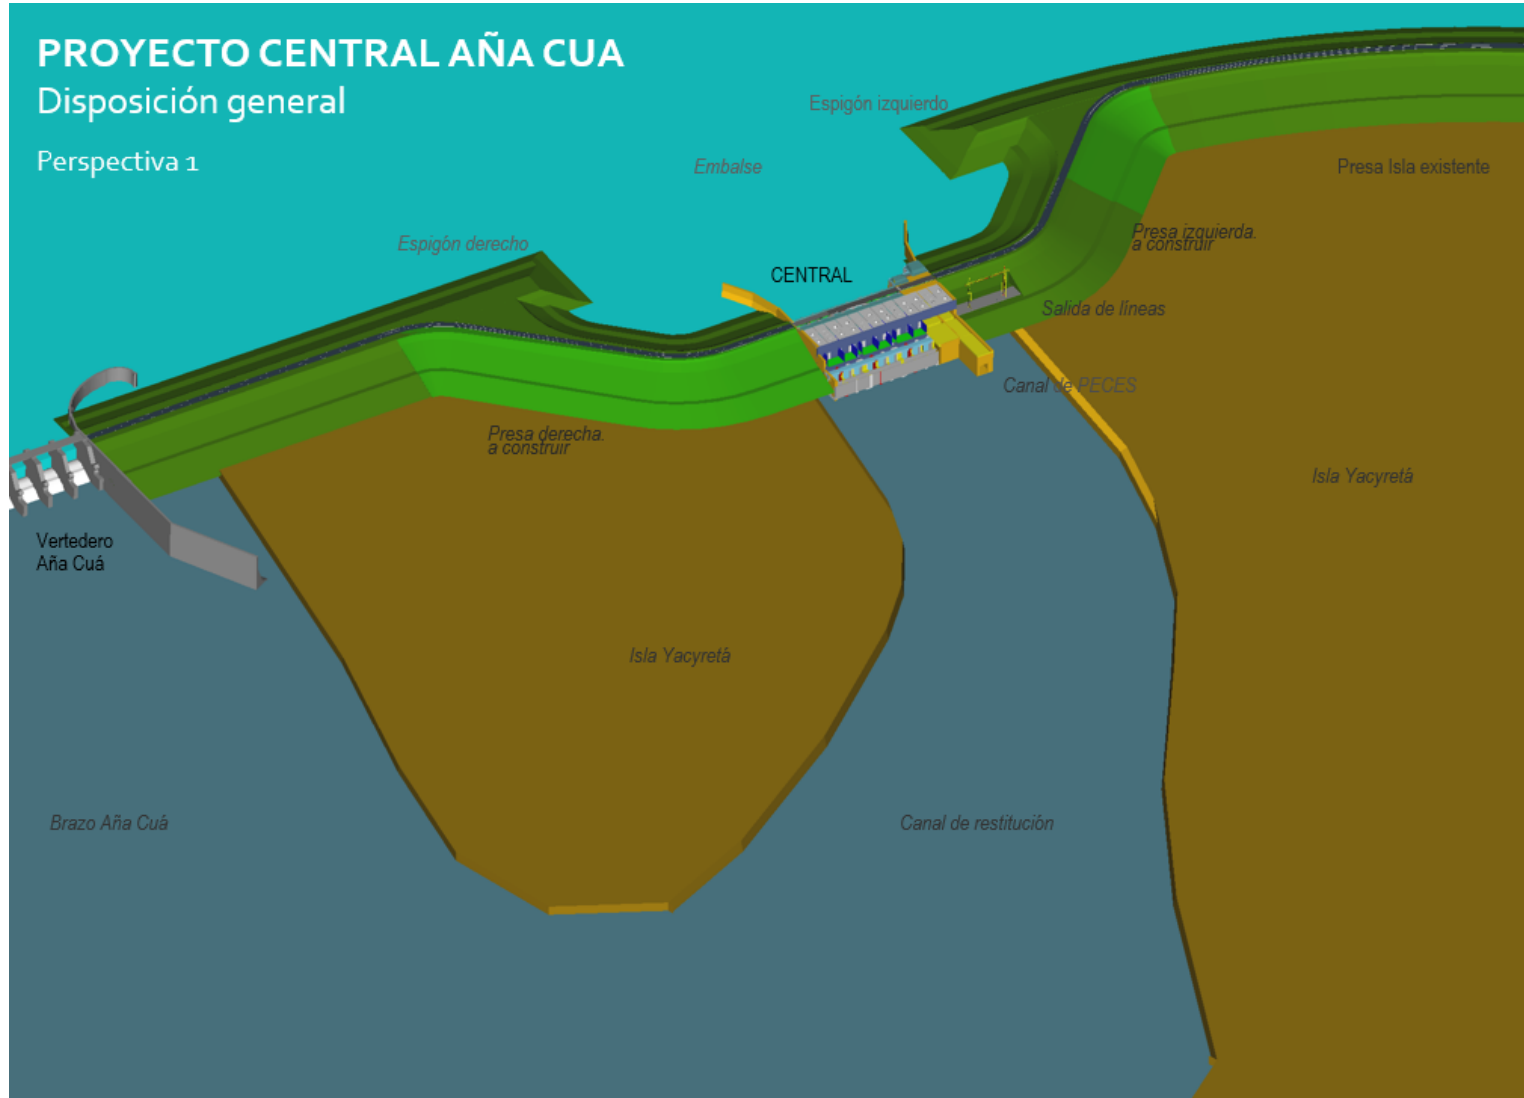 PROYECTO CENTRAL AÑA CUA
Disposición general
Perspectiva 1
Espigón izquierdo
Embalse
Presa Isla existente
Espigón derecho
Presa izquierda.
a construir
CENTRAL
Salida de líneas
Canal de PECES
Presa derecha.
a construir
Isla Yacyretá
Vertedero
Aña Cuá
Isla Yacyretá
Brazo Aña Cuá
Canal de restitución